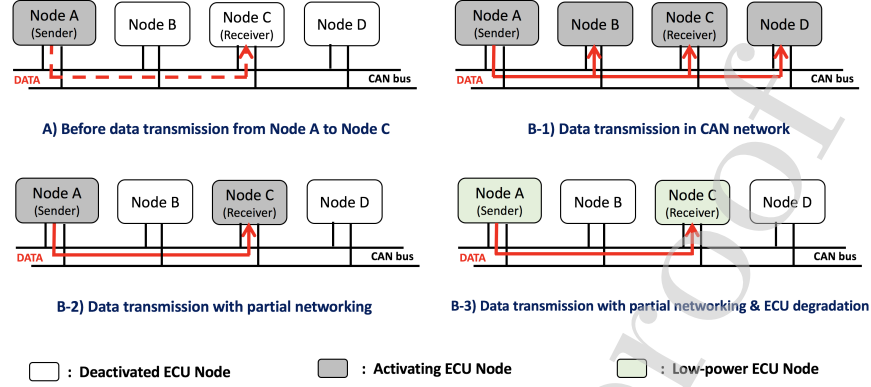 Node A
(Sender)
Node B
Node C
(Receiver)
Node D
DATA
CAN bus
A) Before data transmission from Node A to Node C
Node A
(Sender)
Node B
Node C
(Receiver)
Node D
DATA
CAN bus
B-1) Data transmission in CAN network
Node A
(Sender)
Node B
Node C
(Receiver)
Node D
DATA
CAN bus
B-2) Data transmission with partial networking
Node A
(Sender)
Node B
Node C
(Receiver)
Node D
DATA
CAN bus
B-3) Data transmission with partial networking & ECU degradation
: Deactivated ECU Node
: Activating ECU Node
: Low-power ECU Node
roof